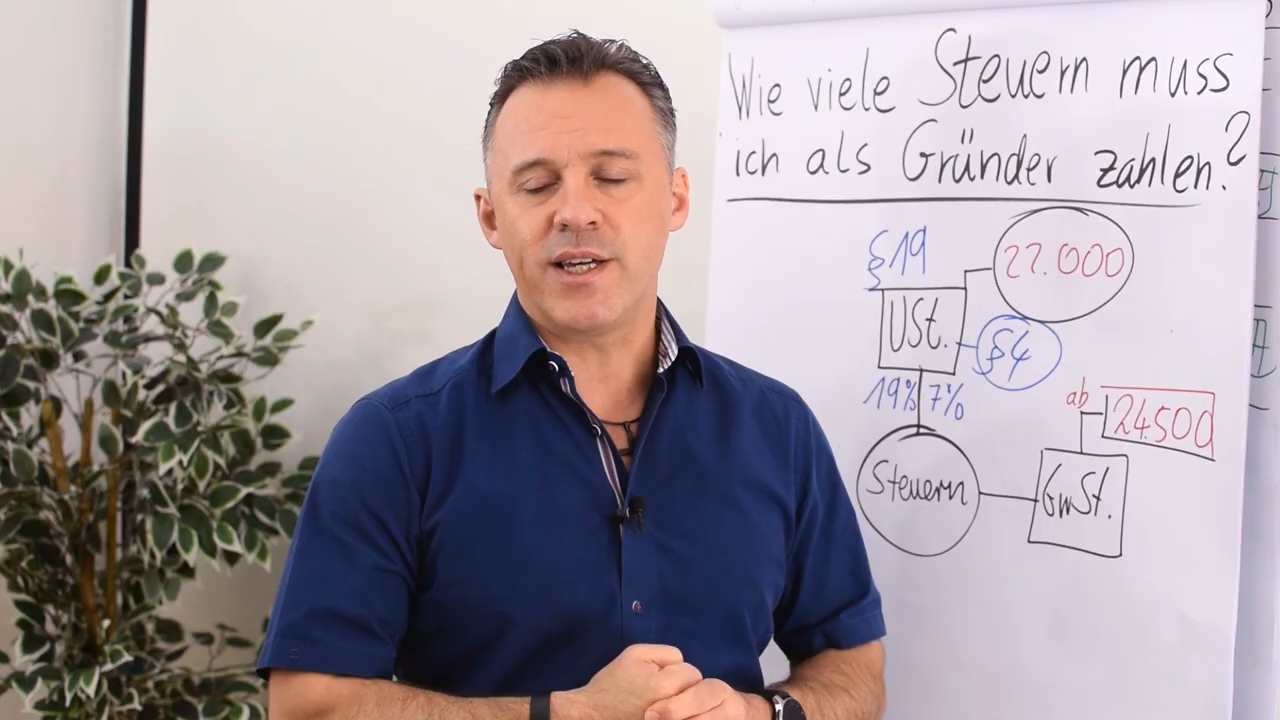 Wie viele Steuern muss
ich als Gründer zahlen?
§19
22.000
USt.
§4
19% 7%
ab 24.500
Steuern
GwSt.